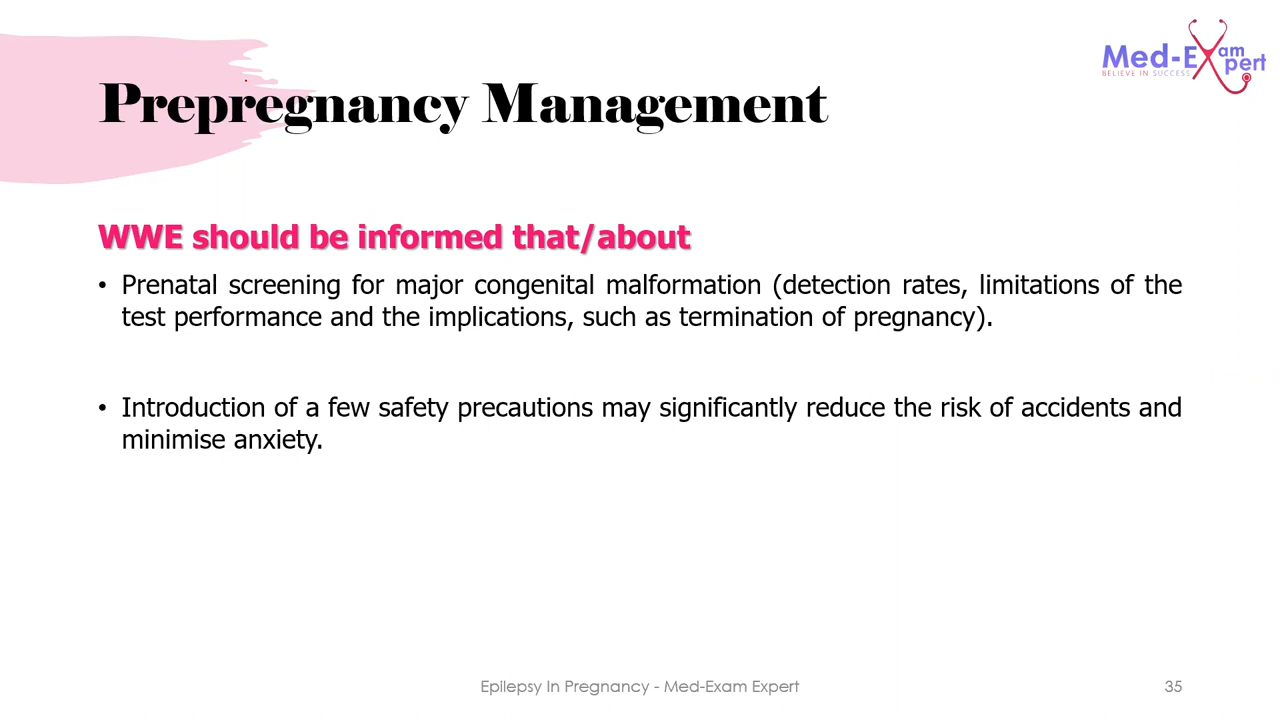 Med-Exam Expert
BELIEVE IN SUCCESS
Prepregnancy Management
WWE should be informed that/about
• Prenatal screening for major congenital malformation (detection rates, limitations of the
test performance and the implications, such as termination of pregnancy).
• Introduction of a few safety precautions may significantly reduce the risk of accidents and
minimise anxiety.
Epilepsy In Pregnancy - Med-Exam Expert
35